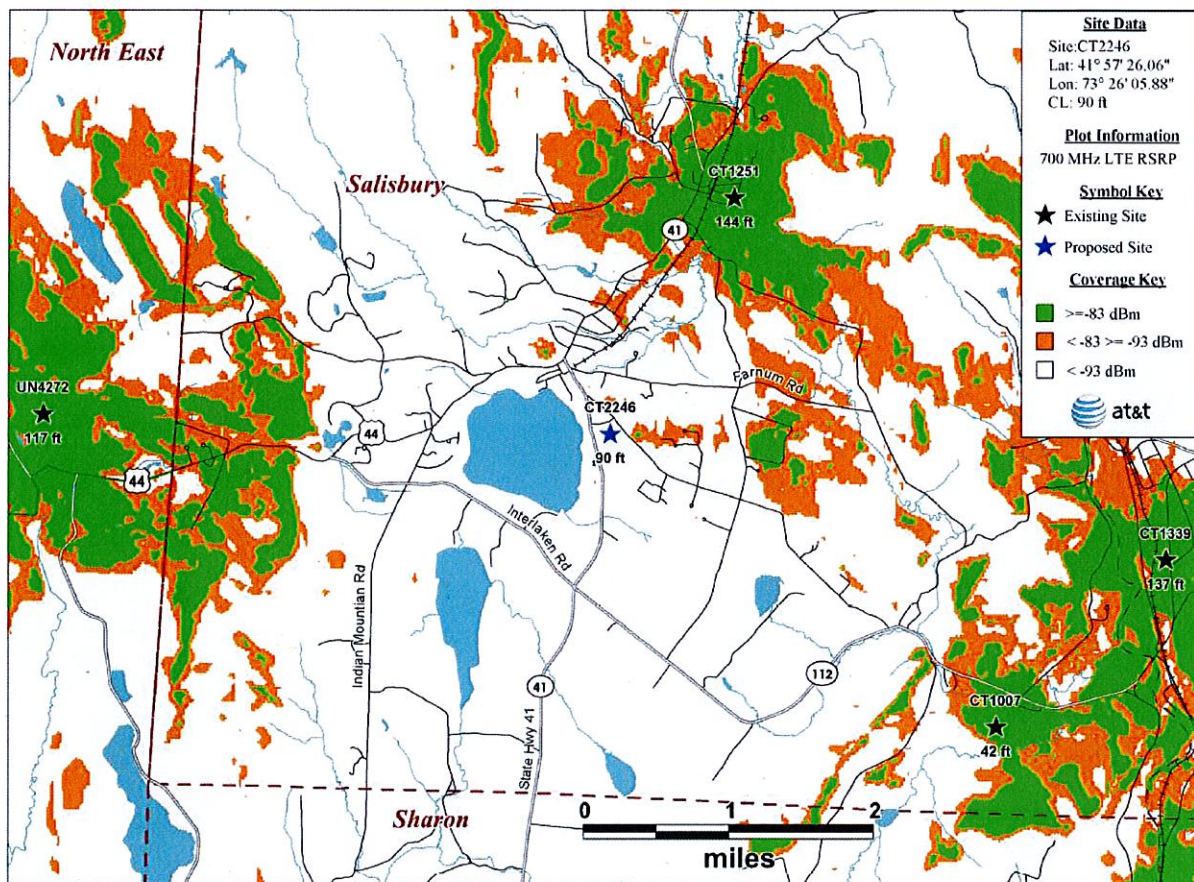 North East
Salisbury
CT1251
144 ft
41
UN4272
117 ft
44
44
CT2246
90 ft
Farnum Rd
Interlaken Rd
Indian Mountian Rd
State Hwy 41
41
112
CT1339
137 ft
CT1007
42 ft
Sharon
0 1 2
miles
Site Data
Site:CT2246
Lat: 41° 57' 26.06"
Lon: 73° 26' 05.88"
CL: 90 ft
Plot Information
700 MHz LTE RSRP
Symbol Key
Existing Site
Proposed Site
Coverage Key
>=-83 dBm
< -83 >= -93 dBm
< -93 dBm
at&t